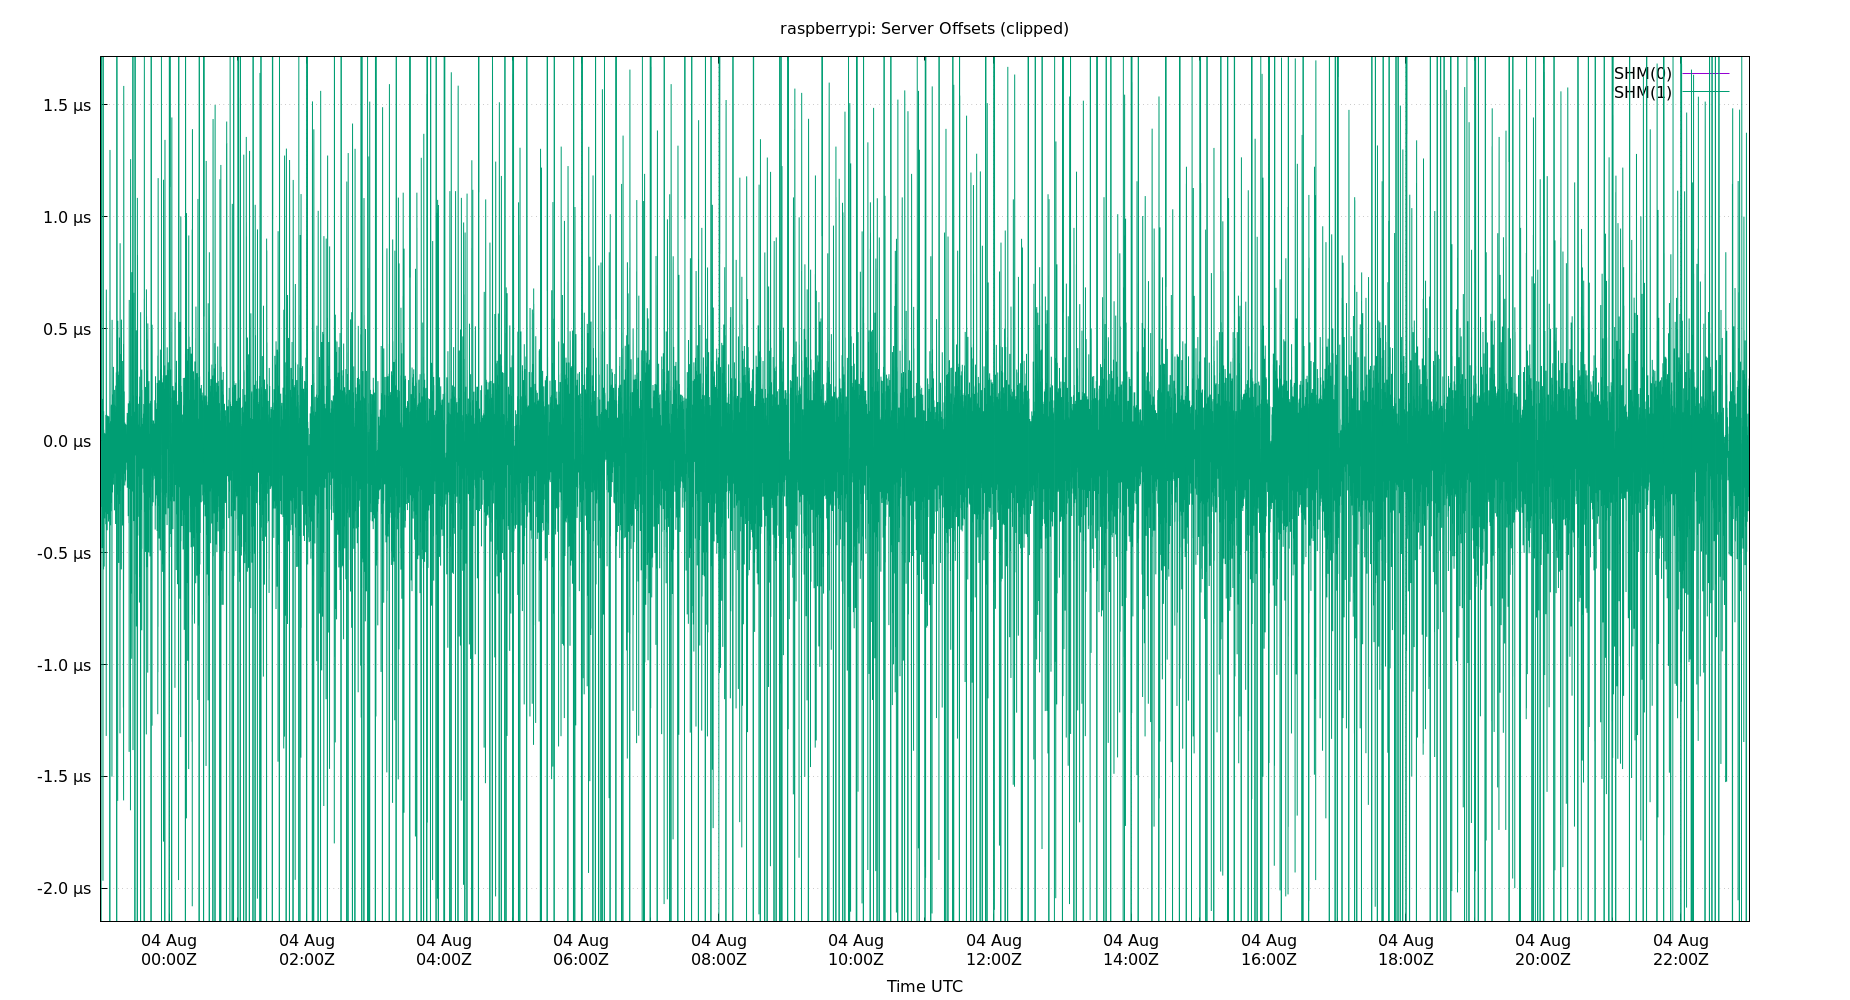 raspberrypi: Server Offsets (clipped)
SHM(0)
SHM(1)
1.5 µs
1.0 µs
0.5 µs
0.0 µs
-0.5 µs
-1.0 µs
-1.5 µs
-2.0 µs
04 Aug 04 Aug 04 Aug 04 Aug 04 Aug 04 Aug 04 Aug 04 Aug 04 Aug 04 Aug 04 Aug 04 Aug
00:00Z 02:00Z 04:00Z 06:00Z 08:00Z 10:00Z 12:00Z 14:00Z 16:00Z 18:00Z 20:00Z 22:00Z
Time UTC